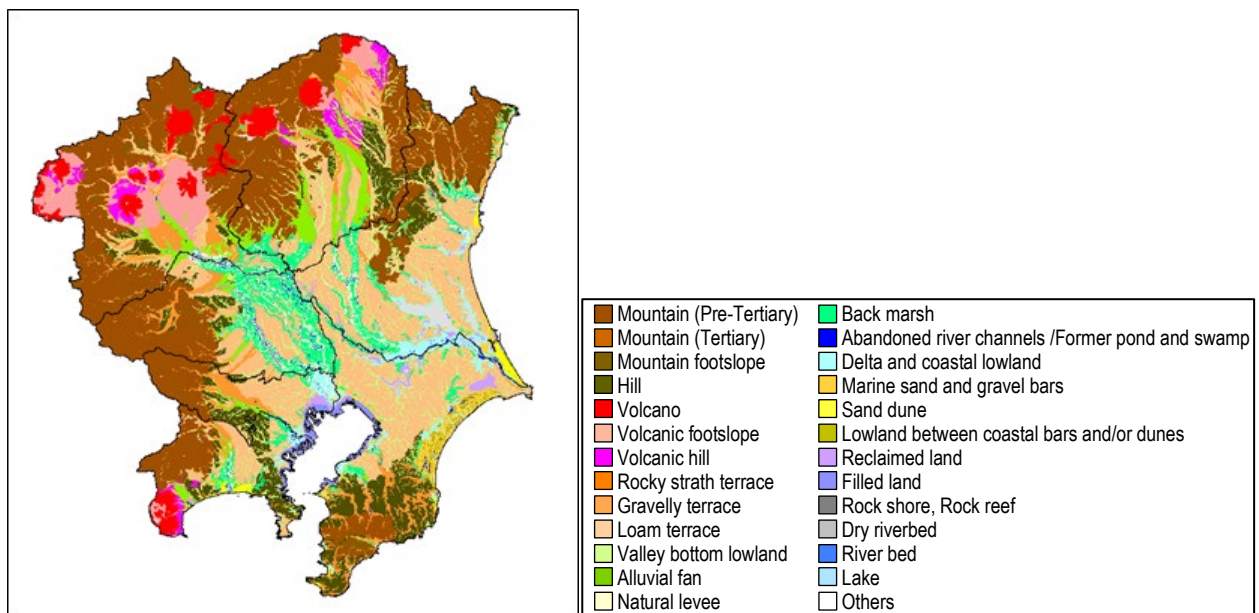 Mountain (Pre-Tertiary)
Mountain (Tertiary)
Mountain footslope
Hill
Volcano
Volcanic footslope
Volcanic hill
Rocky strath terrace
Gravelly terrace
Loam terrace
Valley bottom lowland
Alluvial fan
Natural levee
Back marsh
Abandoned river channels /Former pond and swamp
Delta and coastal lowland
Marine sand and gravel bars
Sand dune
Lowland between coastal bars and/or dunes
Reclaimed land
Filled land
Rock shore, Rock reef
Dry riverbed
River bed
Lake
Others